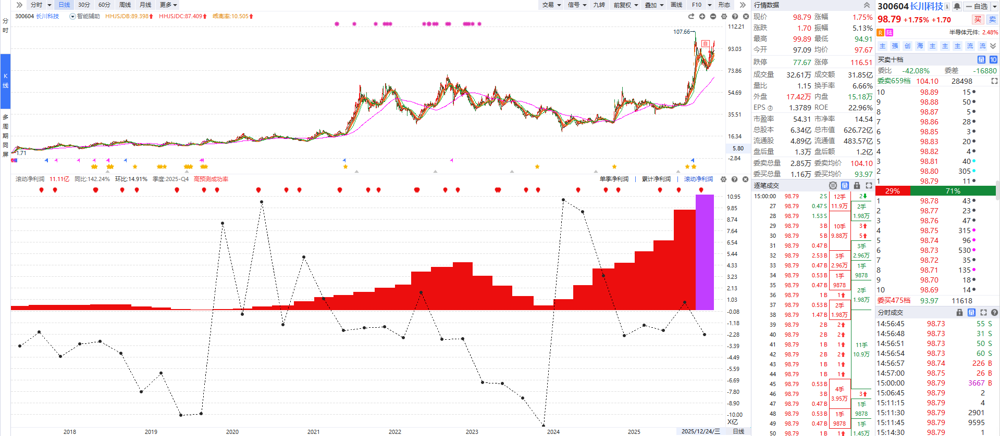 分时 日线 30分 60分 周线 月线 更多 交易 信号 九转 前复权 叠加 画线 F10 形态
300604 长川科技 智能辅助 HHJSJDB:89.398 HHJSJDC:87.409 乖离率:10.505
分时
K线
多周期同屏
107.66
1.71
112.21
93.03
73.86
54.69
35.51
16.34
5.80
-2.84
滚动净利润 11.11亿 同比:142.24% 环比:14.91% 季度:2025-Q4 高预测成功率 单季净利润 累计净利润 滚动净利润
10.95
9.85
8.74
7.64
6.54
5.44
4.33
3.23
2.13
1.03
-0.08
-1.18
-2.28
-3.39
-4.49
-5.59
-6.69
-7.80
-8.90
-10.00
X亿
2018 2019 2020 2021 2022 2023 2024 2025 2025/12/24/三 日线
行情数据
现价 98.79 涨幅 1.75%
涨跌 1.70 振幅 5.13%
最高 99.89 最低 94.91
今开 97.09 均价 97.67
跌停 77.67 涨停 116.51
成交量 32.61万 成交额 31.85亿
量比 1.15 换手率 6.66%
外盘 17.42万 内盘 15.18万
EPS ③ 1.3789 ROE 22.96%
市盈率 54.31 市净率 14.54
总股本 6.34亿 总市值 626.72亿
流通股 4.89亿 流通值 483.57亿
盘后量 1.3万 盘后额 1.2亿
委卖总量 2.85万 委卖均价 104.10
委买总量 1.16万 委买均价 93.97
逐笔成交 量
15:00:00 98.79 2 S
27 98.79 0.47 S
28 98.79 1.53 S
29 98.79 3 B
30 98.79 5 B
31 98.79 0.47 B
32 98.79 2.53 B
33 98.79 0.47 B
34 98.79 0.53 B
35 98.79 0.47 B
36 98.79 1 B
37 98.79 0.53 B
38 98.79 1.47 B
39 98.79 2 B
40 98.79 2 B
41 98.79 1 B
42 98.79 2 B
43 98.79 1 B
44 98.79 1 B
45 98.79 0.53 B
46 98.79 3 B
47 98.79 0.47 B
48 98.79 0.53 B
49 98.79 0.47 B
50 98.79 1 B
12手
11.9万
10手
9.88万
3手
2.96万
1手
9878
1
2手
1.98万
2
2
1
2
1
1
4手
3.95万
1手
9878
1
2
2手
1.98万
3
5
3手
2.96万
1手
9878
2手
1.98万
11手
10.9万
3
1手
9878
1手
1.45万
300604 长川科技 自选
98.79 +1.75% +1.70 买 卖
R 陆 半导体元件: 2.48%
主 强 创 海 主 主 主 流 流
买卖十档 量 10
委比 -42.08% 委差 -16880
委卖659档 104.10 28498
10 98.89 15
9 98.88 50
8 98.87 5
7 98.86 28
6 98.85 3
5 98.83 20
4 98.82 4
3 98.81 40
2 98.80 305
1 98.79 11
29% 71%
1 98.78 43
2 98.77 23
3 98.76 47
4 98.75 315
5 98.74 96
6 98.73 530
7 98.72 35
8 98.71 135
9 98.70 18
10 98.69 14
委买475档 93.97 11618
分时成交 量
14:56:45 98.73 55 S
14:56:48 98.73 31 S
14:56:51 98.73 50 S
14:56:54 98.73 60 S
14:56:57 98.74 226 B
14:57:00 98.75 26 B
15:00:00 98.79 3667 B
15:06:45 98.79 2
15:11:15 98.79 4
15:11:30 98.79 2901
15:11:45 98.79 9595
15:14:30 98.79 1